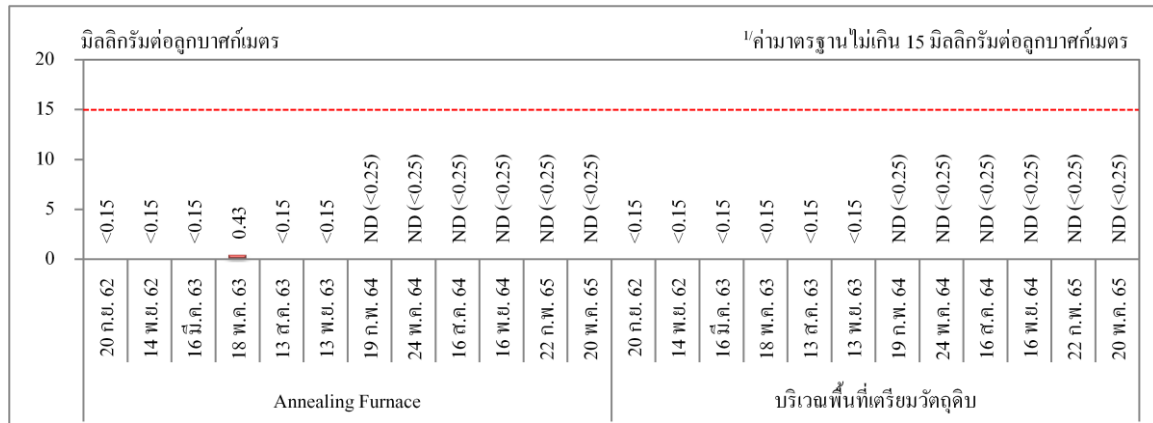 มิลลิกรัมต่อลูกบาศก์เมตร
1/ค่ามาตรฐานไม่เกิน 15 มิลลิกรัมต่อลูกบาศก์เมตร
20
15
10
5
0
<0.15
<0.15
<0.15
0.43
<0.15
<0.15
ND (<0.25)
ND (<0.25)
ND (<0.25)
ND (<0.25)
ND (<0.25)
ND (<0.25)
<0.15
<0.15
<0.15
<0.15
<0.15
<0.15
ND (<0.25)
ND (<0.25)
ND (<0.25)
ND (<0.25)
ND (<0.25)
ND (<0.25)
20 ก.ย. 62
14 พ.ย. 62
16 มี.ค. 63
18 พ.ค. 63
13 ส.ค. 63
13 พ.ย. 63
19 ก.พ. 64
24 พ.ค. 64
16 ส.ค. 64
16 พ.ย. 64
22 ก.พ. 65
20 พ.ค. 65
20 ก.ย. 62
14 พ.ย. 62
16 มี.ค. 63
18 พ.ค. 63
13 ส.ค. 63
13 พ.ย. 63
19 ก.พ. 64
24 พ.ค. 64
16 ส.ค. 64
16 พ.ย. 64
22 ก.พ. 65
20 พ.ค. 65
Annealing Furnace
บริเวณพื้นที่เตรียมวัตถุดิบ